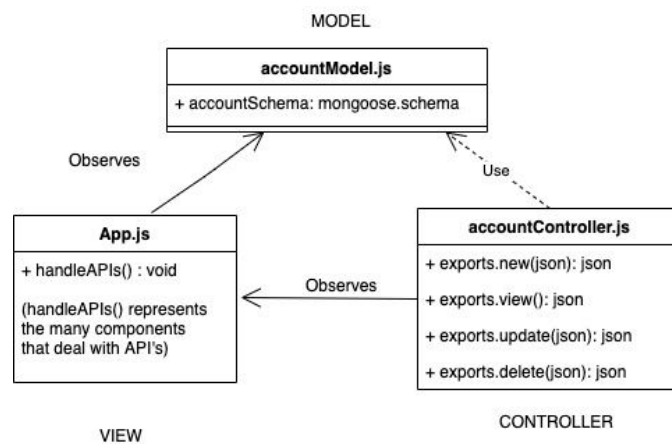 MODEL
accountModel.js
+ accountSchema: mongoose.schema
Observes
Use
App.js
+ handleAPIs() : void
(handleAPIs() represents
the many components
that deal with API's)
Observes
accountController.js
+ exports.new(json): json
+ exports.view(): json
+ exports.update(json): json
+ exports.delete(json): json
VIEW
CONTROLLER